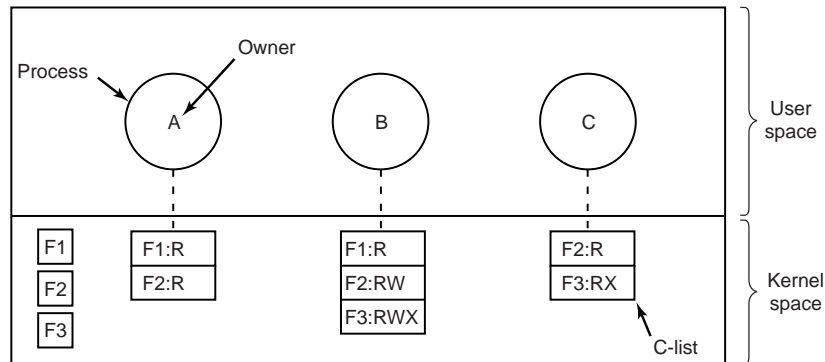 Owner
Process
A
B
C
User
space
F1
F2
F3
F1:R
F2:R
F1:R
F2:RW
F3:RWX
F2:R
F3:RX
C-list
Kernel
space